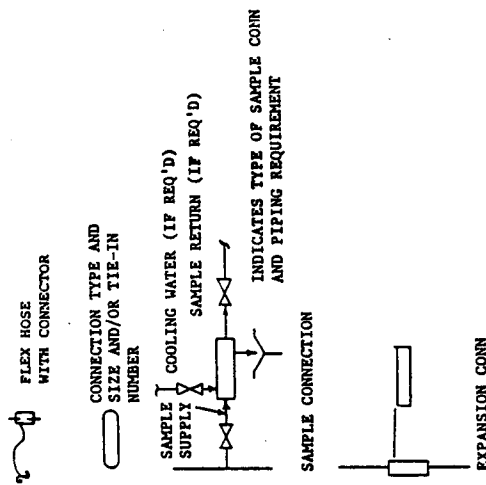 FLEX HOSE
WITH CONNECTOR
CONNECTION TYPE AND
SIZE AND/OR TIE-IN
NUMBER
COOLING WATER (IF REQ'D)
SAMPLE RETURN (IF REQ'D)
SAMPLE
SUPPLY
INDICATES TYPE OF SAMPLE CONN
AND PIPING REQUIREMENT
SAMPLE CONNECTION
EXPANSION CONN